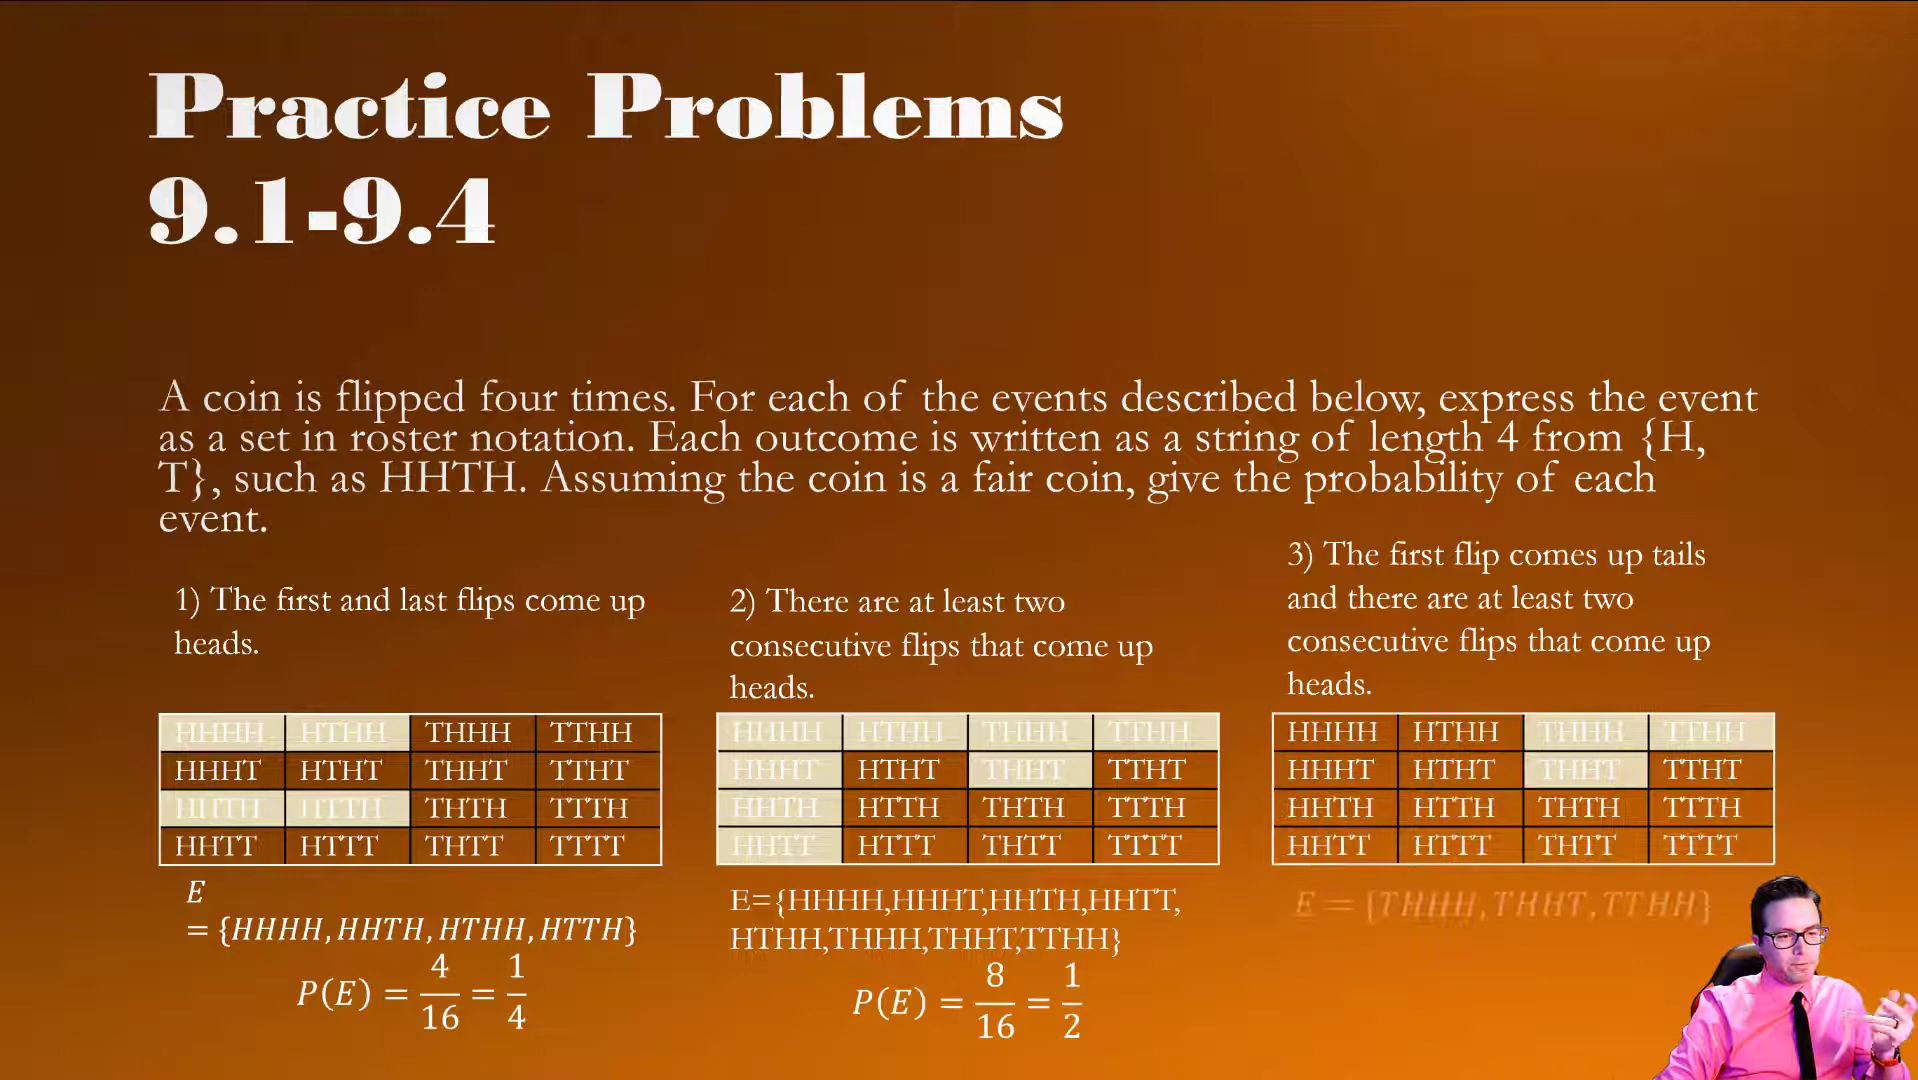 Practice Problems
9.1-9.4
A coin is flipped four times. For each of the events described below, express the event
as a set in roster notation. Each outcome is written as a string of length 4 from {H,
T}, such as HHTH. Assuming the coin is a fair coin, give the probability of each
event.
1) The first and last flips come up
heads.
HHHH HTHH THHH TTHH
HHHT HTHT THHT TTHT
HHTH HTTH THTH TTTH
HHTT HTTT THTT TTTT
E
= {HHHH, HHTH, HTHH, HTTH}
P(E) = 4/16 = 1/4
2) There are at least two
consecutive flips that come up
heads.
HHHH HTHH THHH TTHH
HHHT HTHT THHT TTHT
HHTH HTTH THTH TTTH
HHTT HTTT THTT TTTT
E={HHHH,HHHT,HHTH,HHTT,
HTHH,THHH,THHT,TTHH}
P(E) = 8/16 = 1/2
3) The first flip comes up tails
and there are at least two
consecutive flips that come up
heads.
HHHH HTHH THHH TTHH
HHHT HTHT THHT TTHT
HHTH HTTH THTH TTTH
HHTT HTTT THTT TTTT
E = {THHH, THHT, TTHH}